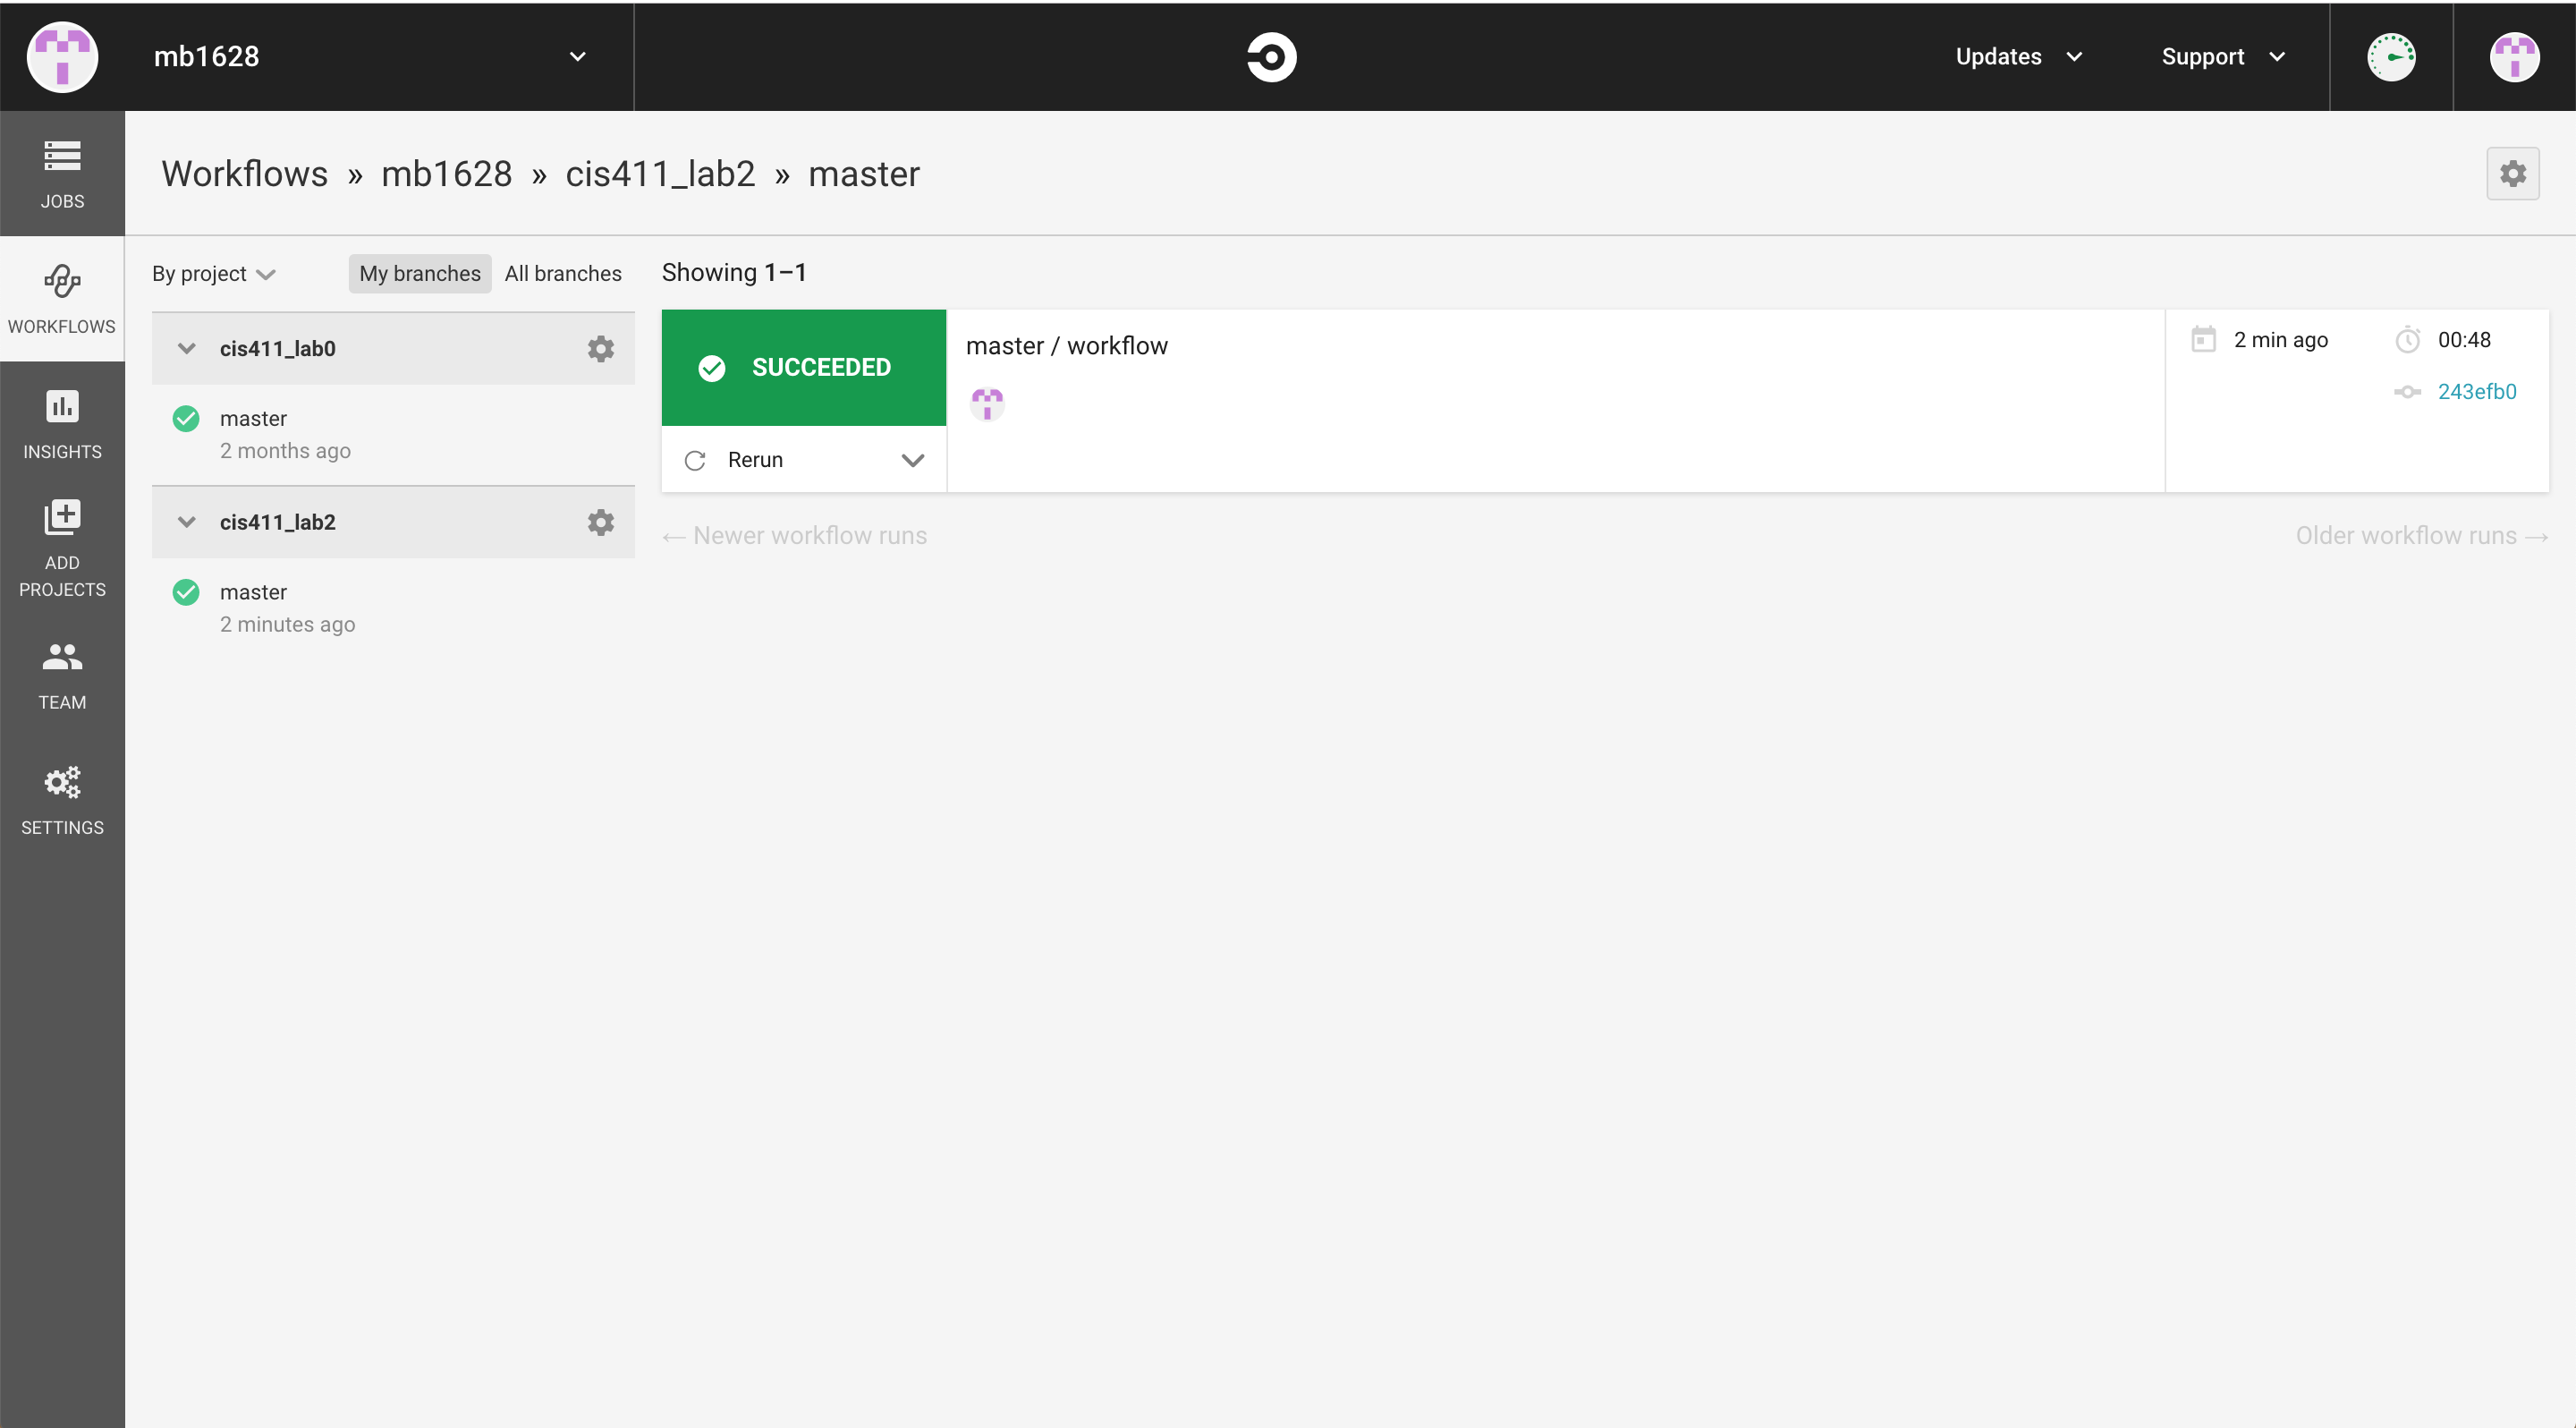 mb1628
Updates
Support
JOBS
WORKFLOWS
INSIGHTS
ADD
PROJECTS
TEAM
SETTINGS
Workflows » mb1628 » cis411_lab2 » master
By project
My branches
All branches
cis411_lab0
master
2 months ago
cis411_lab2
master
2 minutes ago
Showing 1–1
SUCCEEDED
Rerun
master / workflow
2 min ago
00:48
243efb0
← Newer workflow runs
Older workflow runs →